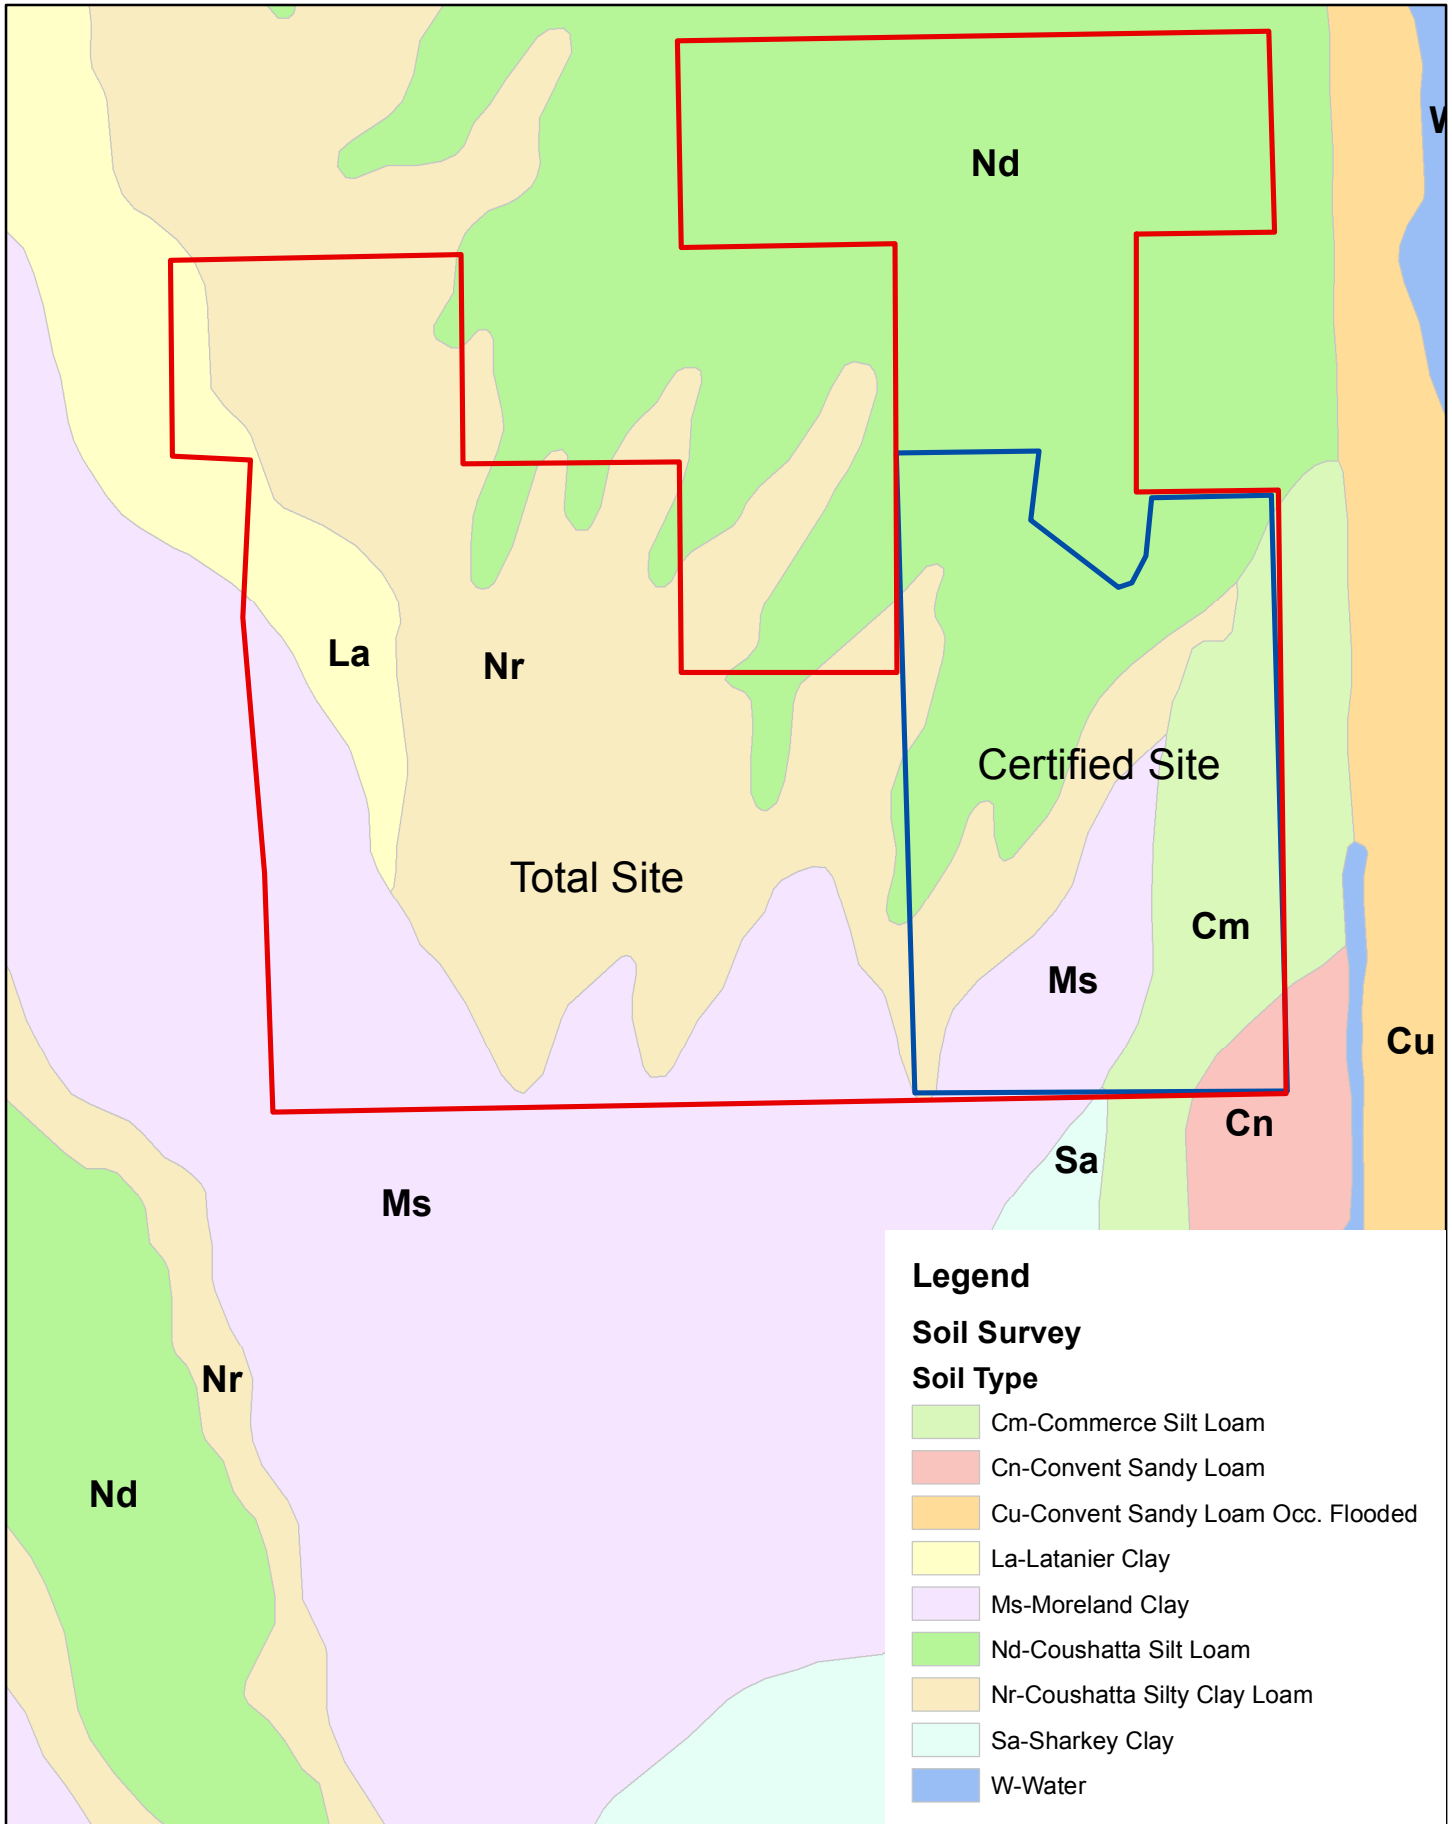 W
Nd
La
Nr
Certified Site
Total Site
Cm
Ms
Cu
Cn
Sa
Ms
Nr
Nd
Legend
Soil Survey
Soil Type
Cm-Commerce Silt Loam
Cn-Convent Sandy Loam
Cu-Convent Sandy Loam Occ. Flooded
La-Latanier Clay
Ms-Moreland Clay
Nd-Coushatta Silt Loam
Nr-Coushatta Silty Clay Loam
Sa-Sharkey Clay
W-Water